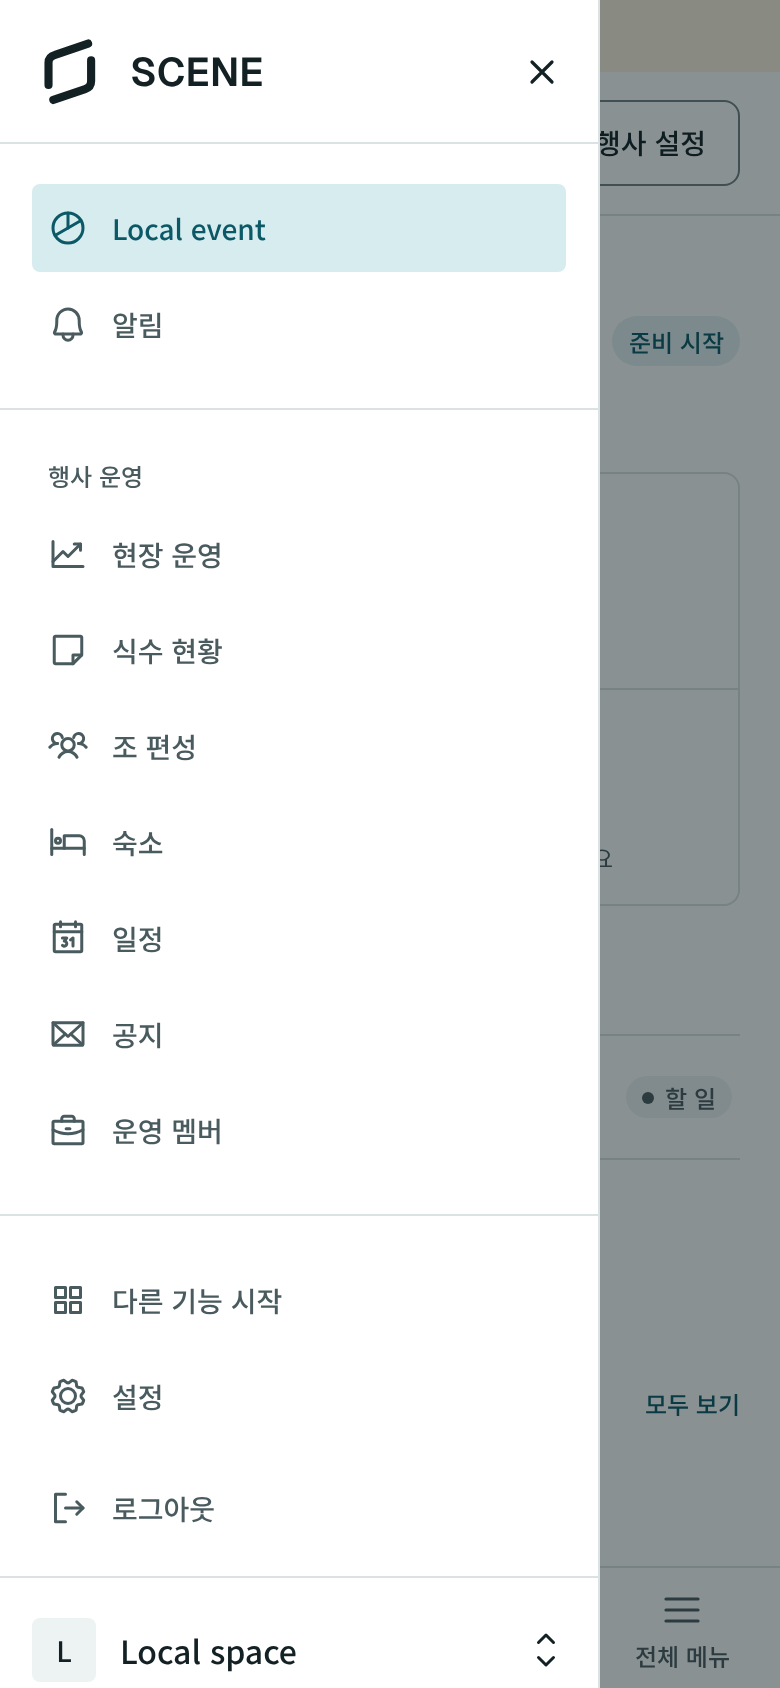 SCENE
행사 설정
Local event
알림
준비 시작
행사 운영
현장 운영
식수 현황
조 편성
숙소
요
일정
31
공지
할 일
운영 멤버
다른 기능 시작
설정
모두 보기
로그아웃
L Local space
전체 메뉴